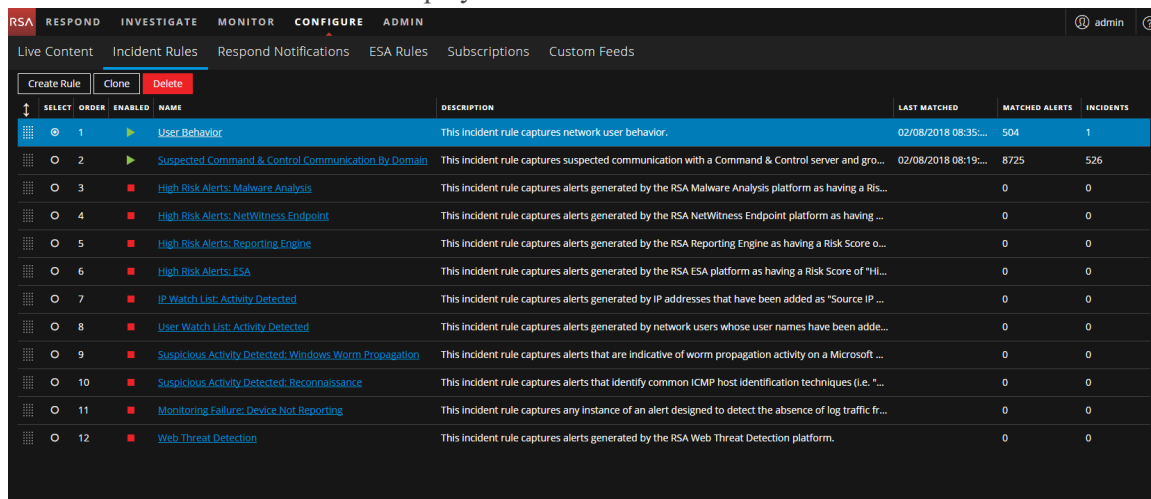 RSA RESPOND INVESTIGATE MONITOR CONFIGURE ADMIN admin
Live Content Incident Rules Respond Notifications ESA Rules Subscriptions Custom Feeds
Create Rule Clone Delete
SELECT ORDER ENABLED NAME DESCRIPTION LAST MATCHED MATCHED ALERTS INCIDENTS
1 User Behavior This incident rule captures network user behavior. 02/08/2018 08:35:... 504 1
2 Suspected Command & Control Communication By Domain This incident rule captures suspected communication with a Command & Control server and gro... 02/08/2018 08:19:... 8725 526
3 High Risk Alerts: Malware Analysis This incident rule captures alerts generated by the RSA Malware Analysis platform as having a Ris... 0 0
4 High Risk Alerts: NetWitness Endpoint This incident rule captures alerts generated by the RSA NetWitness Endpoint platform as having ... 0 0
5 High Risk Alerts: Reporting Engine This incident rule captures alerts generated by the RSA Reporting Engine as having a Risk Score o... 0 0
6 High Risk Alerts: ESA This incident rule captures alerts generated by the RSA ESA platform as having a Risk Score of "Hi... 0 0
7 IP Watch List: Activity Detected This incident rule captures alerts generated by IP addresses that have been added as "Source IP ... 0 0
8 User Watch List: Activity Detected This incident rule captures alerts generated by network users whose user names have been adde... 0 0
9 Suspicious Activity Detected: Windows Worm Propagation This incident rule captures alerts that are indicative of worm propagation activity on a Microsoft ... 0 0
10 Suspicious Activity Detected: Reconnaissance This incident rule captures alerts that identify common ICMP host identification techniques (i.e. "... 0 0
11 Monitoring Failure: Device Not Reporting This incident rule captures any instance of an alert designed to detect the absence of log traffic fr... 0 0
12 Web Threat Detection This incident rule captures alerts generated by the RSA Web Threat Detection platform. 0 0